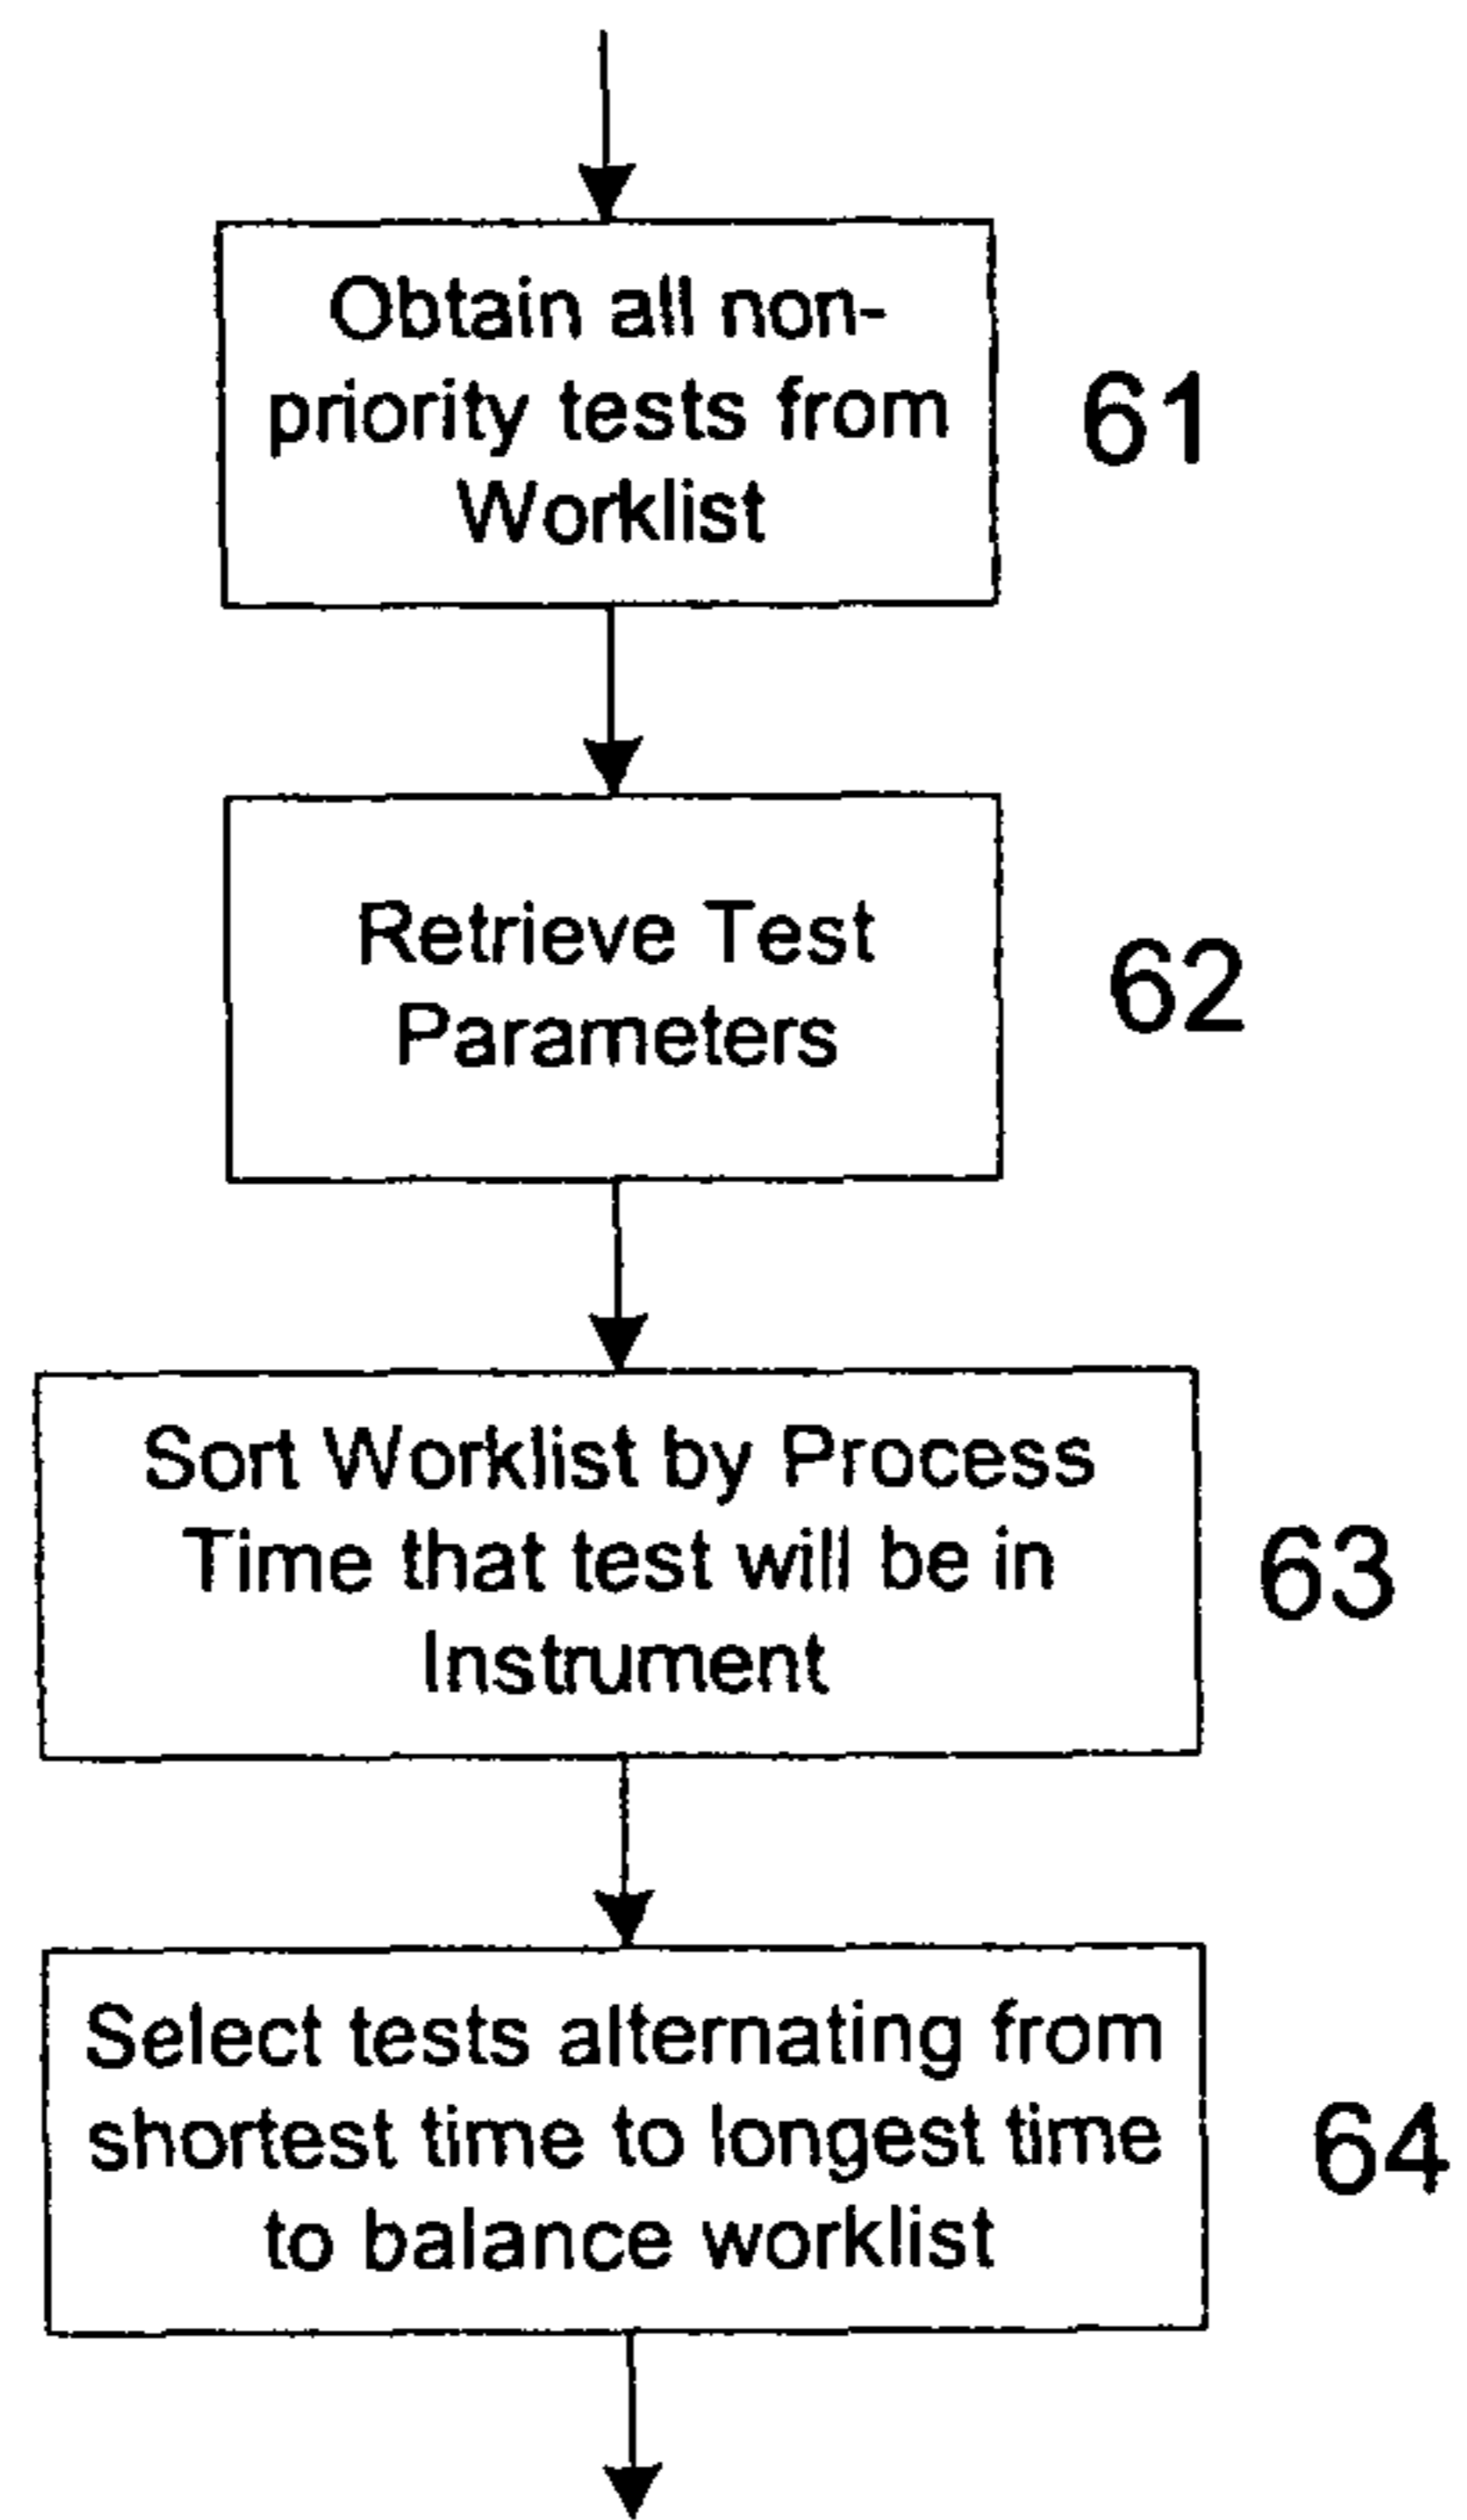 Obtain all non-
priority tests from
Worklist
61
Retrieve Test
Parameters
62
Sort Worklist by Process
Time that test will be in
Instrument
63
Select tests alternating from
shortest time to longest time
to balance worklist
64